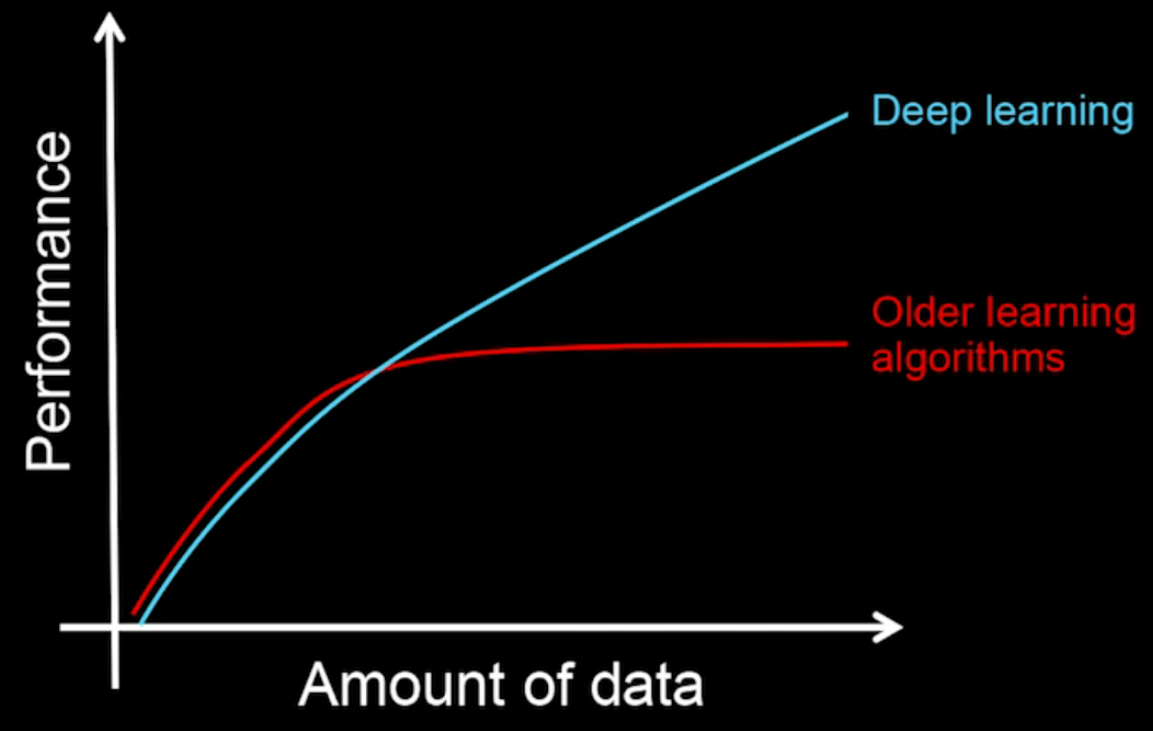 Performance
Deep learning
Older learning
algorithms
Amount of data